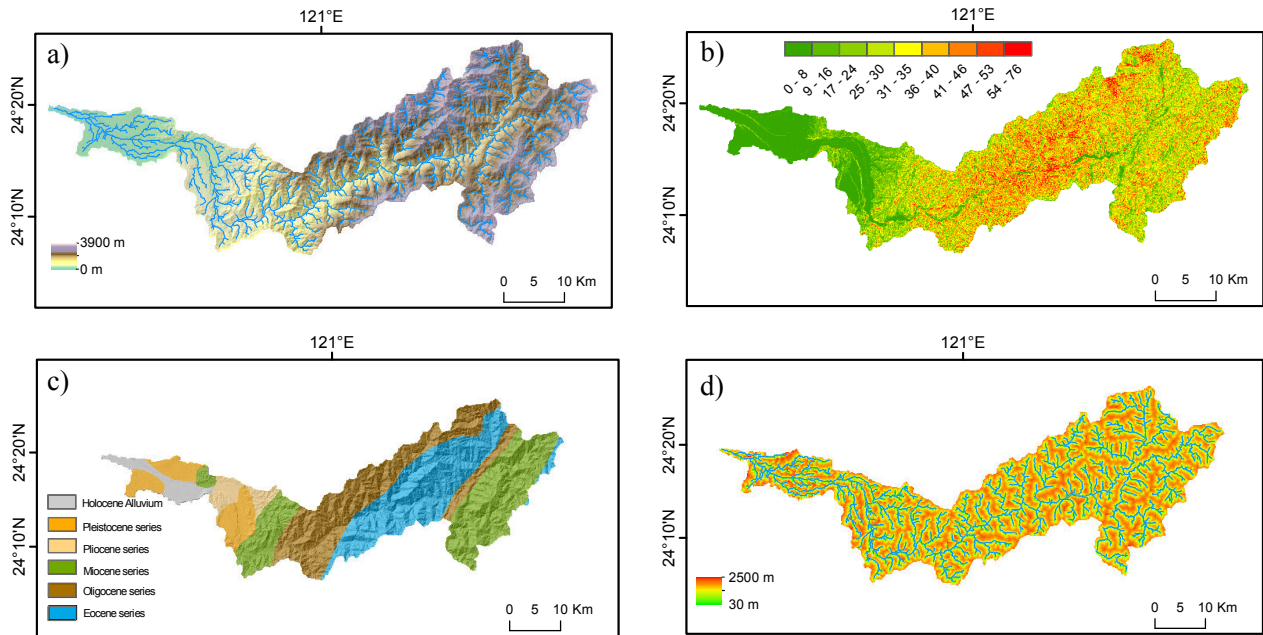 121°E
a)
24°20'N
24°10'N
3900 m
0 m
0 5 10 Km
121°E
b)
0 - 8
9 - 16
17 - 24
25 - 30
31 - 35
36 - 40
41 - 46
47 - 53
54 - 76
0 5 10 Km
121°E
c)
24°20'N
24°10'N
Holocene Alluvium
Pleistocene series
Pliocene series
Miocene series
Oligocene series
Eocene series
0 5 10 Km
121°E
d)
24°20'N
24°10'N
2500 m
30 m
0 5 10 Km
24°20'N
24°10'N